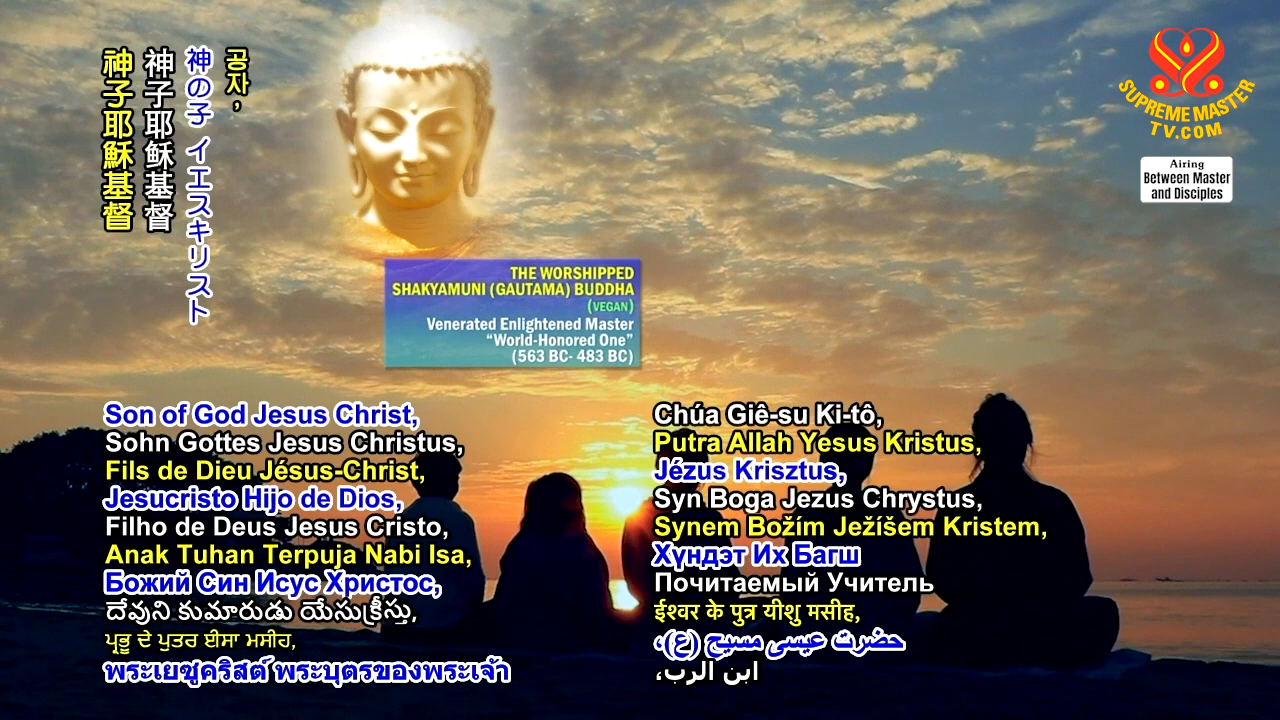 공자,
神の子 イエスキリスト
神子耶稣基督
神子耶穌基督
SUPREME MASTER
TV.COM
Airing
Between Master
and Disciples
THE WORSHIPPED
SHAKYAMUNI (GAUTAMA) BUDDHA
(VEGAN)
Venerated Enlightened Master
“World-Honored One”
(563 BC- 483 BC)
Son of God Jesus Christ,
Sohn Gottes Jesus Christus,
Fils de Dieu Jésus-Christ,
Jesucristo Hijo de Dios,
Filho de Deus Jesus Cristo,
Anak Tuhan Terpuja Nabi Isa,
Божий Син Исус Христос,
దేవుని కుమారుడు యేసుక్రీస్తు,
ਪ੍ਰਭੂ ਦੇ ਪੁਤਰ ਈਸਾ ਮਸੀਹ,
พระเยซูคริสต์ พระบุตรของพระเจ้า
Chúa Giê-su Ki-tô,
Putra Allah Yesus Kristus,
Jézus Krisztus,
Syn Boga Jezus Chrystus,
Synem Božím Ježíšem Kristem,
Хүндэт Их Багш
Почитаемый Учитель
ईश्वर के पुत्र यीशु मसीह,
حضرت عیسی مسیح (ع)،
ابن الرب،